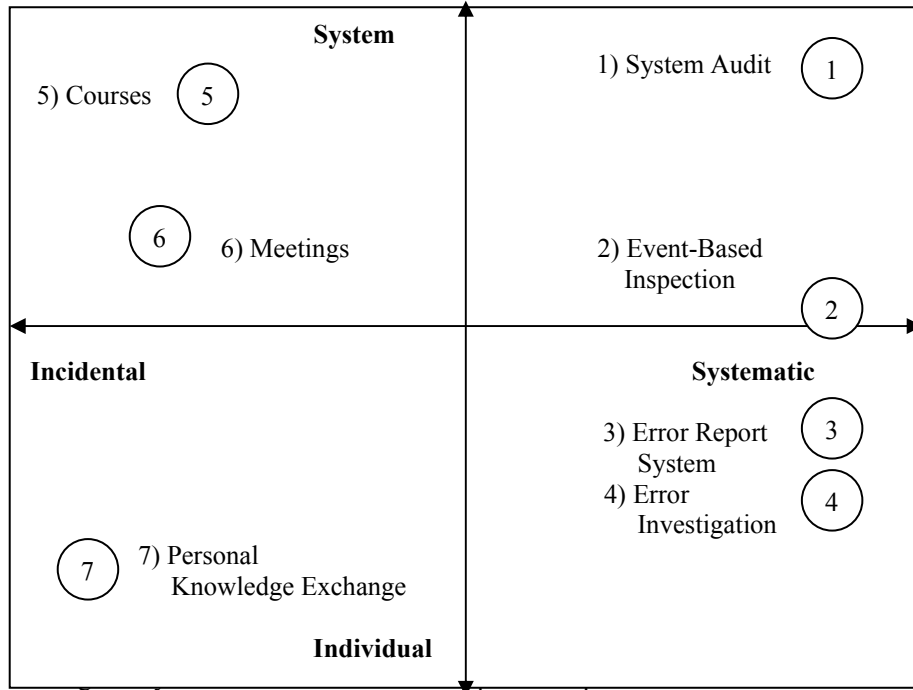 System
1) System Audit
1
5) Courses
5
6
6) Meetings
2) Event-Based
Inspection
2
Incidental
Systematic
3) Error Report
System
3
4) Error
Investigation
4
7
7) Personal
Knowledge Exchange
Individual